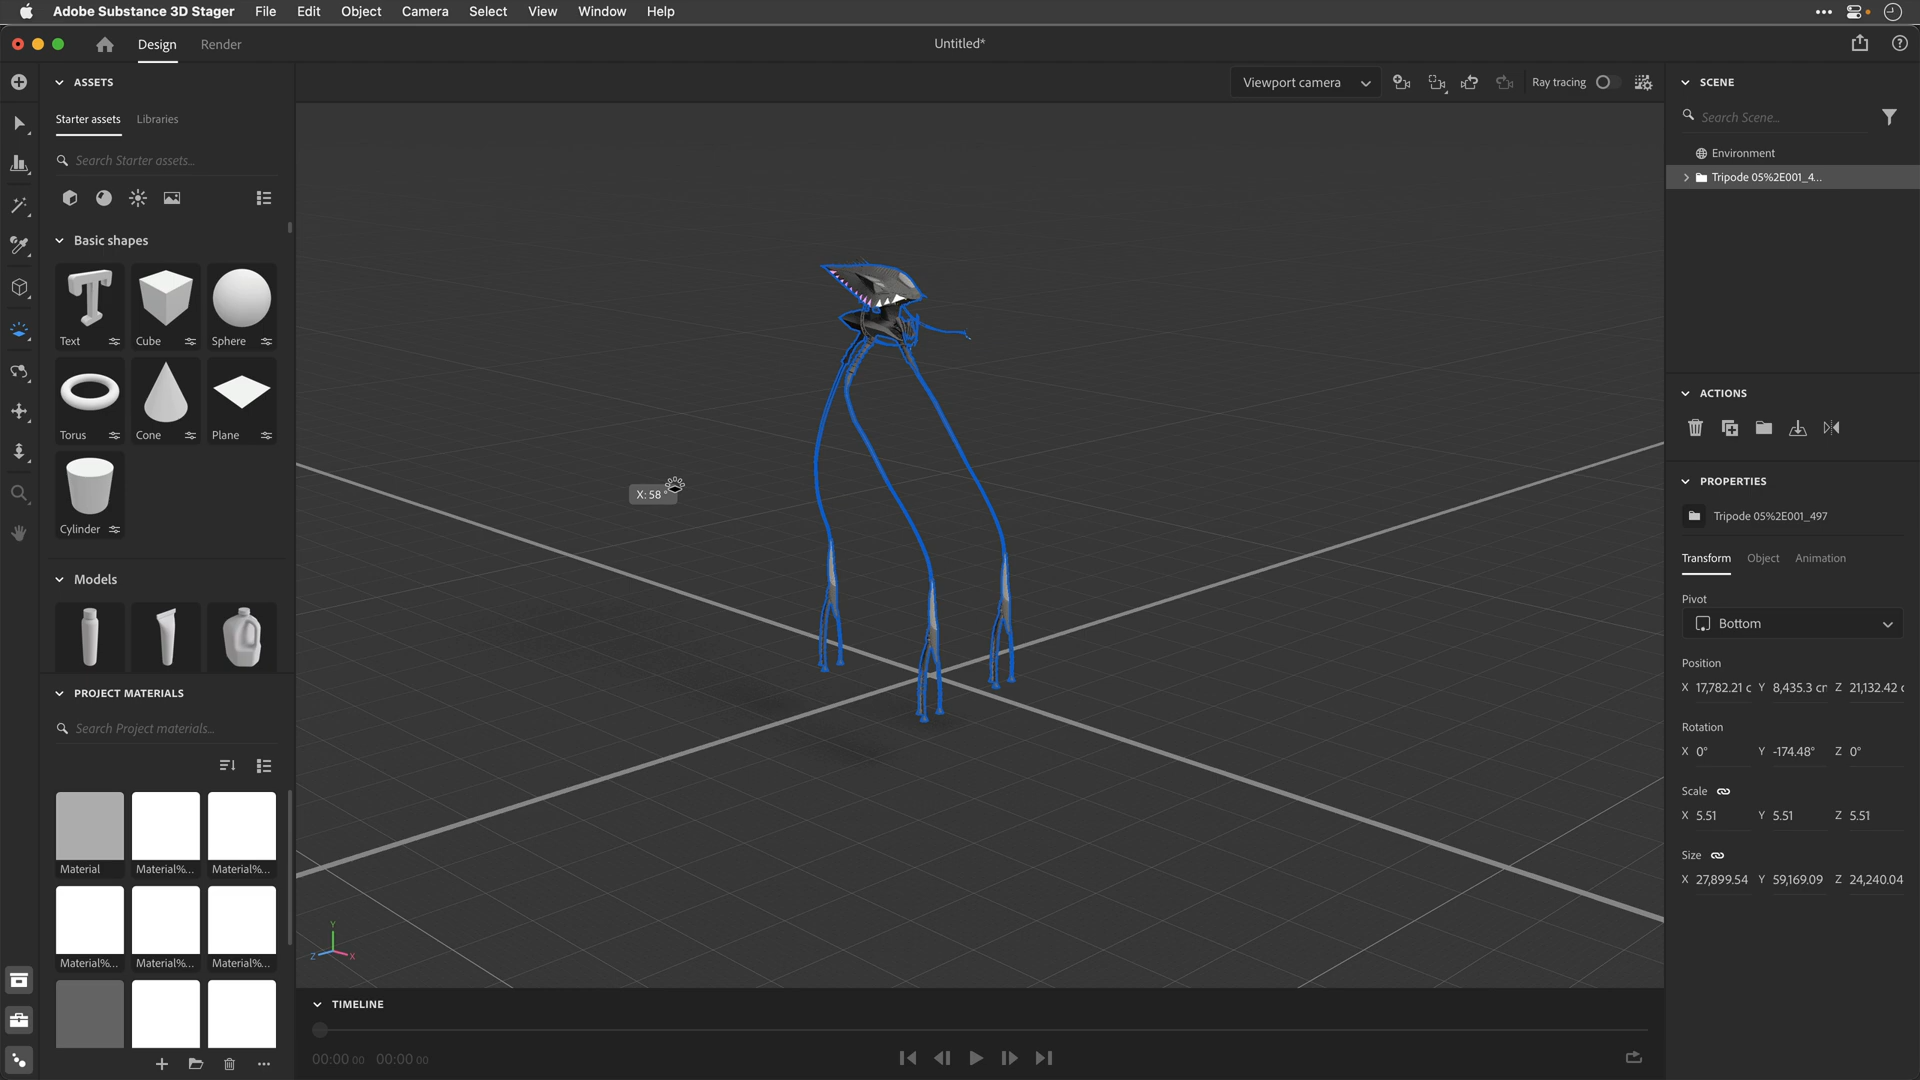 Adobe Substance 3D Stager File Edit Object Camera Select View Window Help
Design Render Untitled*
ASSETS
Starter assets Libraries
Search Starter assets...
Basic shapes
Text Cube Sphere
Torus Cone Plane
Cylinder
Models
PROJECT MATERIALS
Search Project materials...
Material Material%... Material%...
Material%... Material%... Material%...
Viewport camera Ray tracing
X: 58 °
Y
Z X
TIMELINE
00:00 00 00:00 00
SCENE
Search Scene...
Environment
Tripode 05%2E001_4...
ACTIONS
PROPERTIES
Tripode 05%2E001_497
Transform Object Animation
Pivot
Bottom
Position
X 17,782.21 c Y 8,435.3 cm Z 21,132.42 c
Rotation
X 0° Y -174.48° Z 0°
Scale
X 5.51 Y 5.51 Z 5.51
Size
X 27,899.54 Y 59,169.09 Z 24,240.04